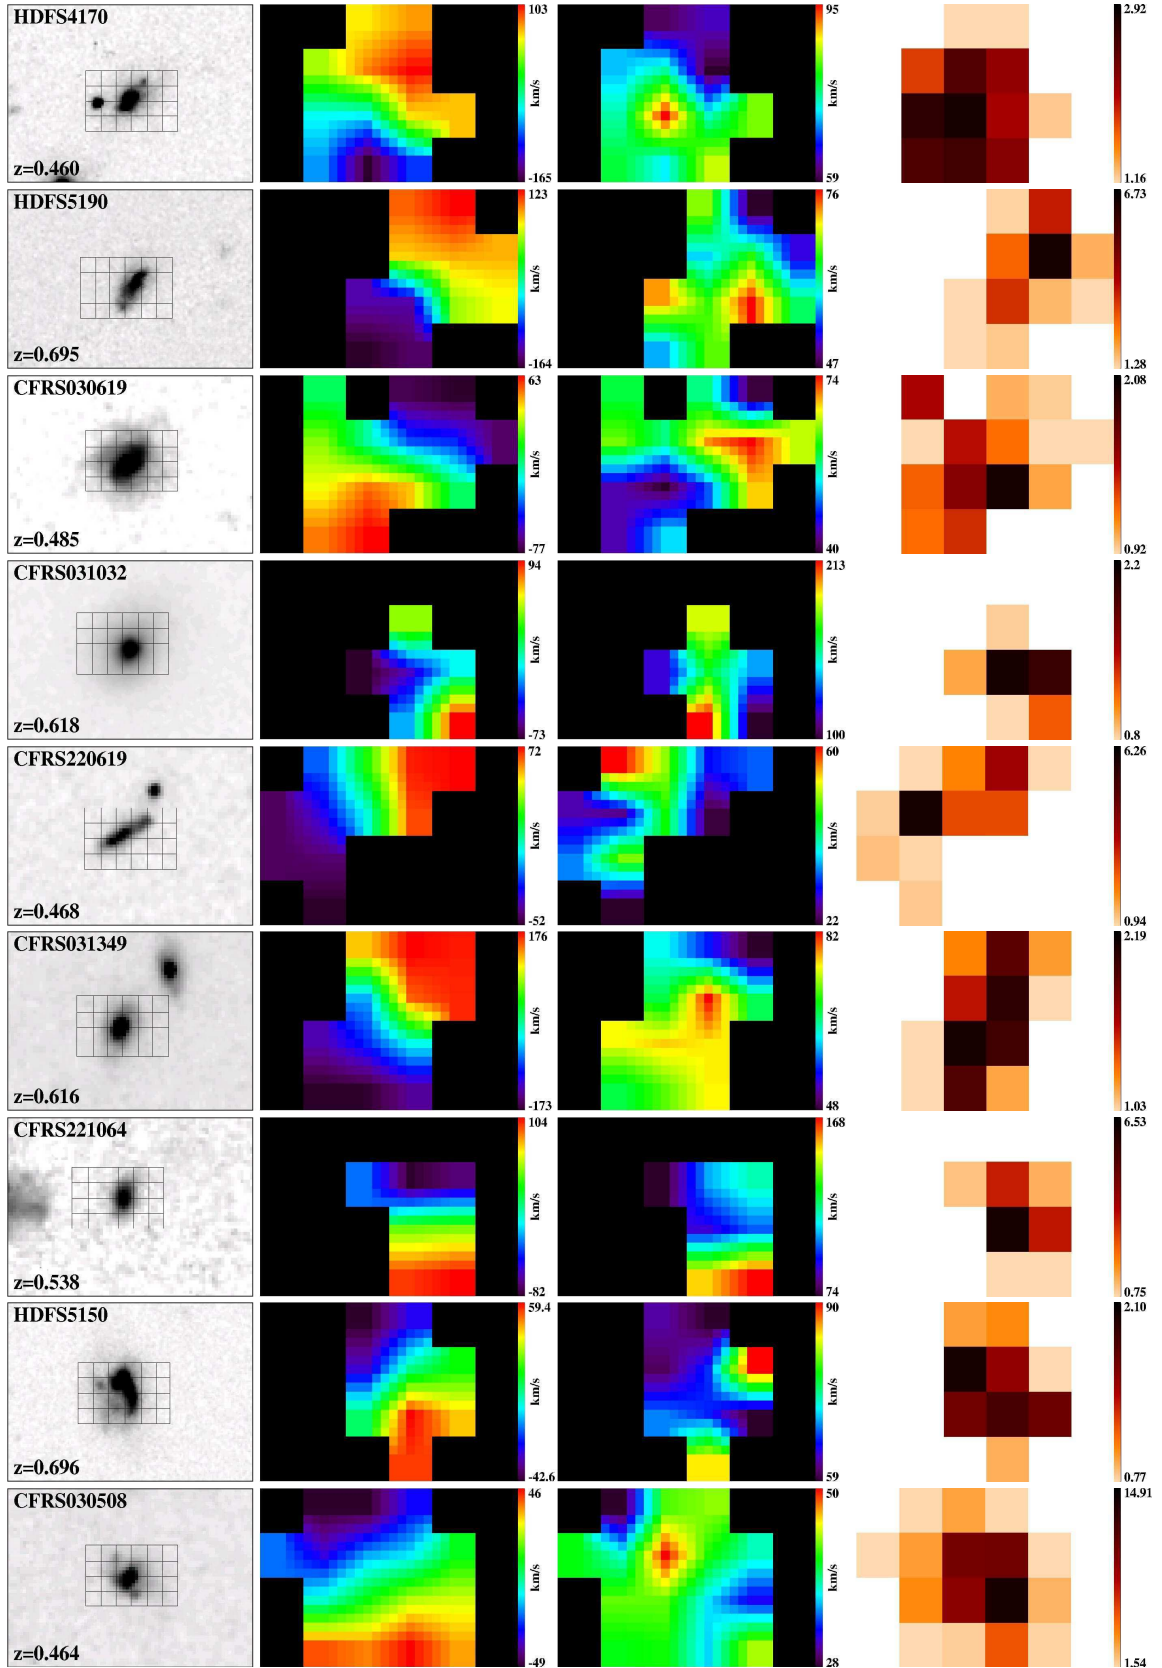 HDFS4170
z=0.460
103
km/s
-165
95
km/s
59
2.92
1.16
HDFS5190
z=0.695
123
km/s
-164
76
km/s
47
6.73
1.28
CFRS030619
z=0.485
63
km/s
-77
74
km/s
40
2.08
0.92
CFRS031032
z=0.618
94
km/s
-73
213
km/s
100
2.2
0.8
CFRS220619
z=0.468
72
km/s
-52
60
km/s
22
6.26
0.94
CFRS031349
z=0.616
176
km/s
-173
82
km/s
48
2.19
1.03
CFRS221064
z=0.538
104
km/s
-82
168
km/s
74
6.53
0.75
HDFS5150
z=0.696
59.4
km/s
-42.6
90
km/s
59
2.10
0.77
CFRS030508
z=0.464
46
km/s
-49
50
km/s
28
14.91
1.54